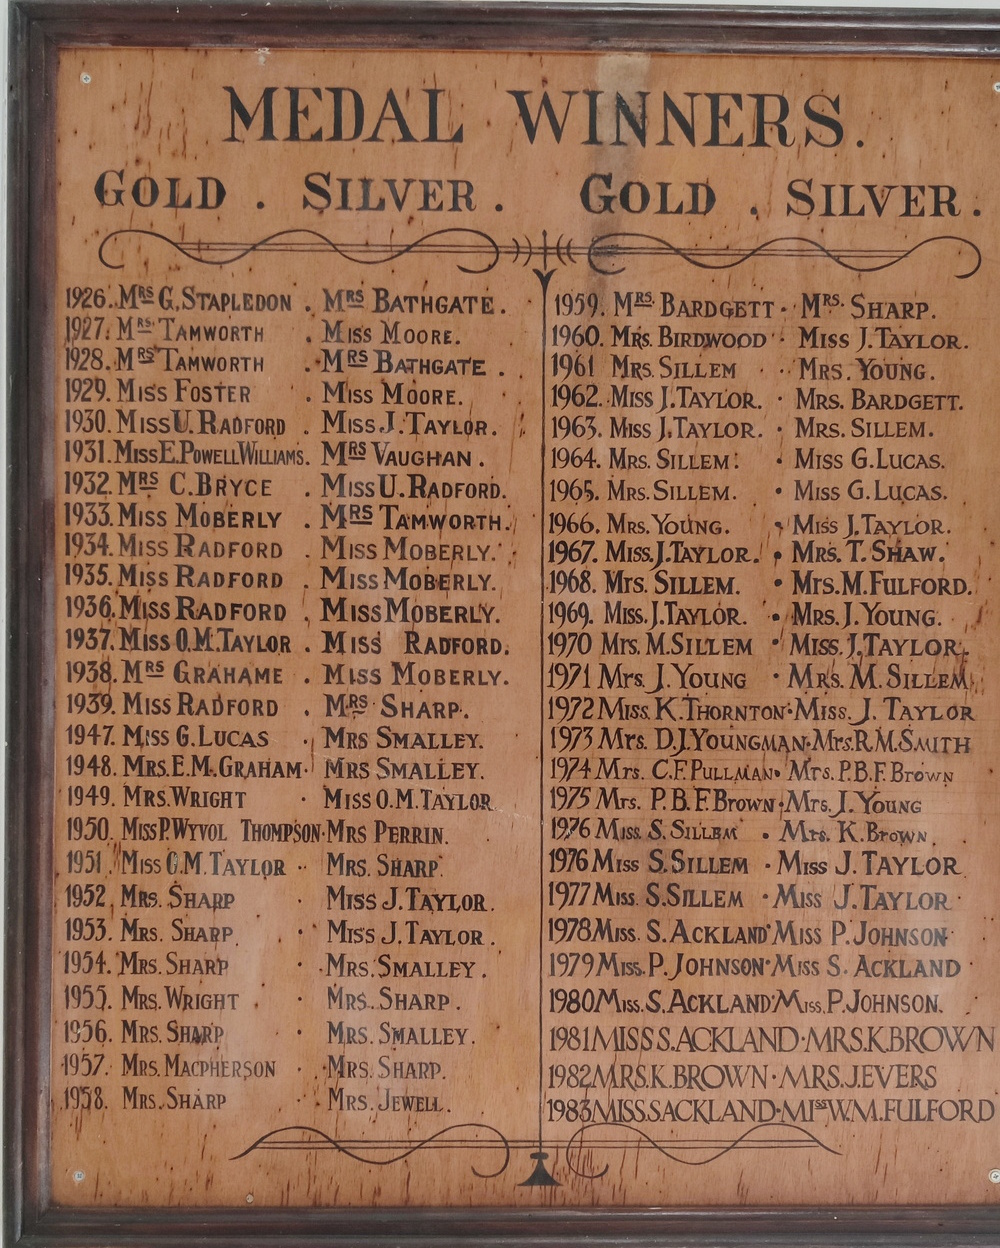 MEDAL WINNERS.
GOLD . SILVER . GOLD . SILVER .
1926. MRS G. STAPLEDON . MRS BATHGATE.
1927. MRS TAMWORTH . MISS MOORE.
1928. MRS TAMWORTH . MRS BATHGATE .
1929. MISS FOSTER MISS MOORE.
1930. MISS U. RADFORD . MISS J. TAYLOR.
1931. MISS E. POWELL WILLIAMS. MRS VAUGHAN .
1932. MRS C. BRYCE . MISS U. RADFORD.
1933. MISS MOBERLY . MRS TAMWORTH.
1934. MISS RADFORD . MISS MOBERLY.
1935. MISS RADFORD . MISS MOBERLY.
1936. MISS RADFORD . MISS MOBERLY.
1937. MISS O.M. TAYLOR . MISS RADFORD.
1938. MRS GRAHAME . MISS MOBERLY.
1939. MISS RADFORD . MRS SHARP.
1947. MISS G. LUCAS · MRS SMALLEY.
1948. MRS. E.M. GRAHAM · MRS SMALLEY.
1949. MRS. WRIGHT · MISS O.M. TAYLOR
1950. MISS P. WYVOL THOMPSON · MRS PERRIN.
1951. MISS O.M. TAYLOR · MRS. SHARP.
1952. MRS. SHARP · MISS J. TAYLOR.
1953. MRS. SHARP · MISS J. TAYLOR.
1954. MRS. SHARP · MRS. SMALLEY.
1955. MRS. WRIGHT · MRS. SHARP.
1956. MRS. SHARP · MRS. SMALLEY.
1957. MRS. MACPHERSON · MRS. SHARP.
1958. MRS. SHARP · MRS. JEWELL.
1959. MRS. BARDGETT · MRS. SHARP.
1960. MRS. BIRDWOOD · MISS J. TAYLOR.
1961 MRS. SILLEM · MRS. YOUNG.
1962. MISS J. TAYLOR. · MRS. BARDGETT.
1963. MISS J. TAYLOR. · MRS. SILLEM.
1964. MRS. SILLEM. · MISS G. LUCAS.
1965. MRS. SILLEM. · MISS G. LUCAS.
1966. MRS. YOUNG. · MISS J. TAYLOR.
1967. MISS. J. TAYLOR. · MRS. T. SHAW.
1968. Mrs. SILLEM. · Mrs. M. FULFORD.
1969. MISS. J. TAYLOR. · MRS. J. YOUNG.
1970 Mrs. M. SILLEM · MISS. J. TAYLOR.
1971 Mrs. J. YOUNG · MRS. M. SILLEM
1972 MISS. K. THORNTON · MISS. J. TAYLOR
1973 Mrs. D.J. YOUNGMAN · Mrs. R.M. SMITH
1974 Mrs. C.F. PULLMAN · Mrs. P.B.F. BROWN
1975 Mrs. P.B.F. BROWN · Mrs. J. YOUNG
1976 MISS. S. SILLEM · Mrs. K. BROWN.
1976 MISS S. SILLEM · MISS J. TAYLOR
1977 MISS. S. SILLEM · MISS J. TAYLOR
1978 MISS. S. ACKLAND · MISS P. JOHNSON
1979 MISS. P. JOHNSON · MISS S. ACKLAND
1980 MISS. S. ACKLAND · MISS. P. JOHNSON.
1981 MISS S. ACKLAND · MRS. K. BROWN
1982 MRS. K. BROWN · MRS. J. EVERS
1983 MISS. S ACKLAND · MISS W.M. FULFORD